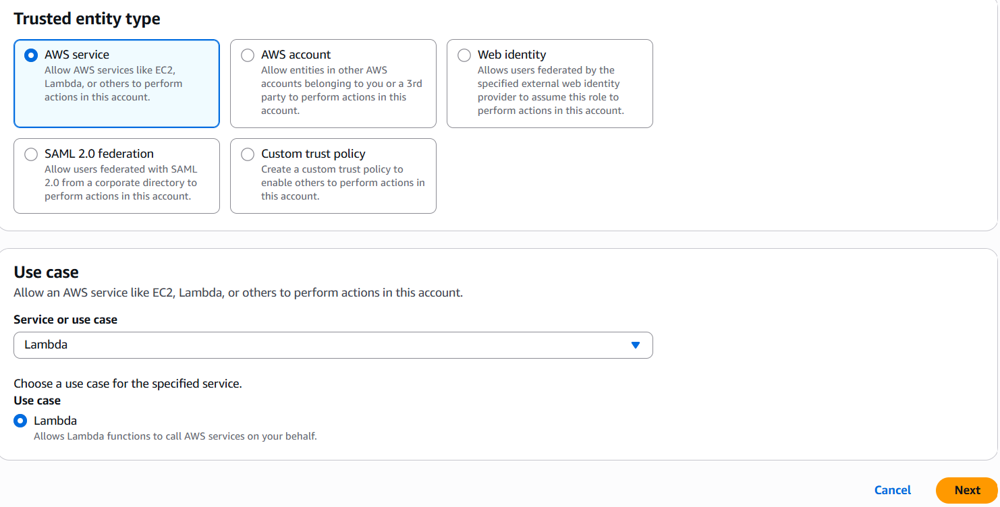 Trusted entity type
AWS service
Allow AWS services like EC2,
Lambda, or others to perform
actions in this account.
AWS account
Allow entities in other AWS
accounts belonging to you or a 3rd
party to perform actions in this
account.
Web identity
Allows users federated by the
specified external web identity
provider to assume this role to
perform actions in this account.
SAML 2.0 federation
Allow users federated with SAML
2.0 from a corporate directory to
perform actions in this account.
Custom trust policy
Create a custom trust policy to
enable others to perform actions in
this account.
Use case
Allow an AWS service like EC2, Lambda, or others to perform actions in this account.
Service or use case
Lambda
Choose a use case for the specified service.
Use case
Lambda
Allows Lambda functions to call AWS services on your behalf.
Cancel
Next